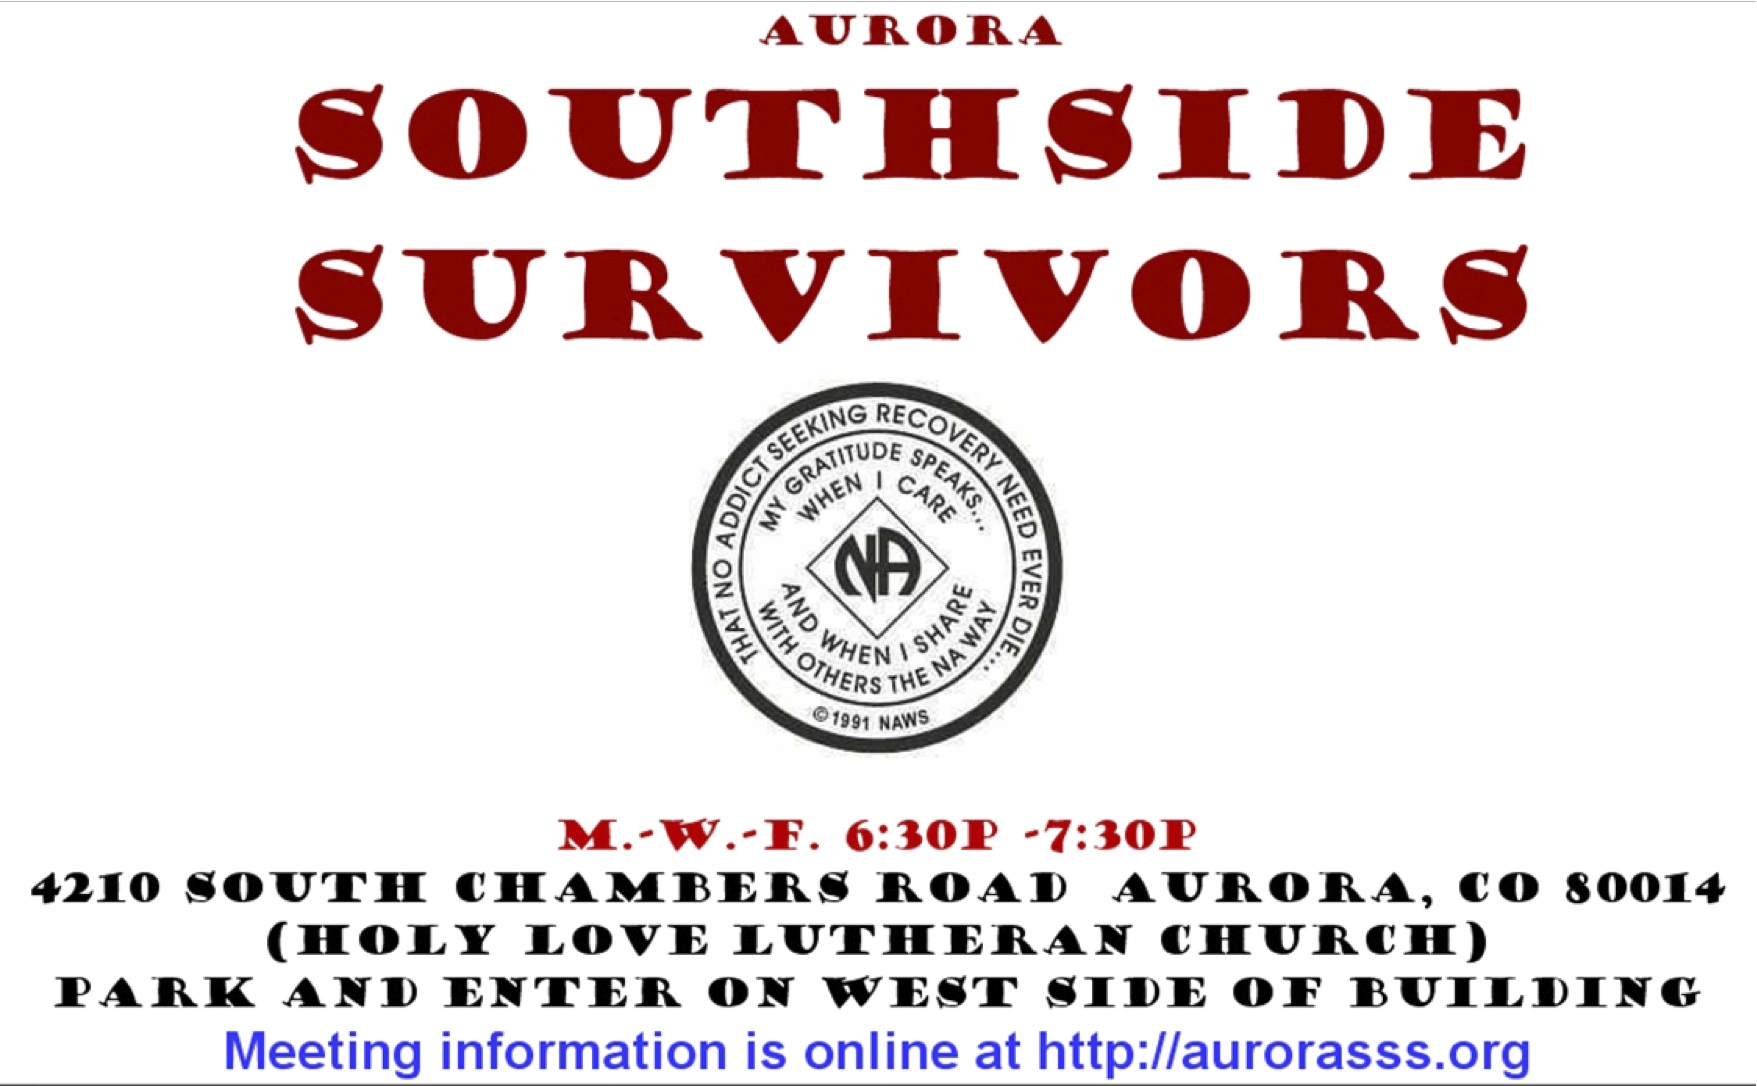 AURORA
SOUTHSIDE
SURVIVORS
THAT NO ADDICT SEEKING RECOVERY NEED EVER DIE....
MY GRATITUDE SPEAKS...
WHEN I CARE
NA
AND WHEN I SHARE
WITH OTHERS THE NA WAY
©1991 NAWS
M.-W.-F. 6:30P -7:30P
4210 SOUTH CHAMBERS ROAD AURORA, CO 80014
(HOLY LOVE LUTHERAN CHURCH)
PARK AND ENTER ON WEST SIDE OF BUILDING
Meeting information is online at http://aurorasss.org